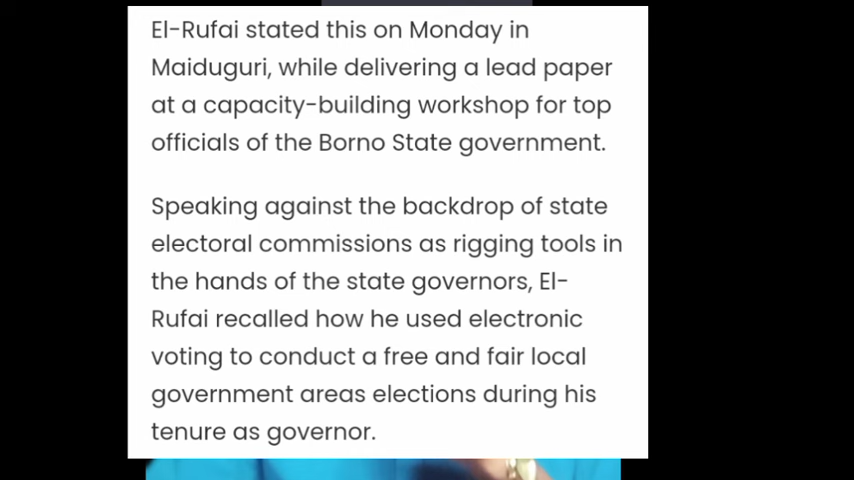 El-Rufai stated this on Monday in
Maiduguri, while delivering a lead paper
at a capacity-building workshop for top
officials of the Borno State government.
Speaking against the backdrop of state
electoral commissions as rigging tools in
the hands of the state governors, El-
Rufai recalled how he used electronic
voting to conduct a free and fair local
government areas elections during his
tenure as governor.